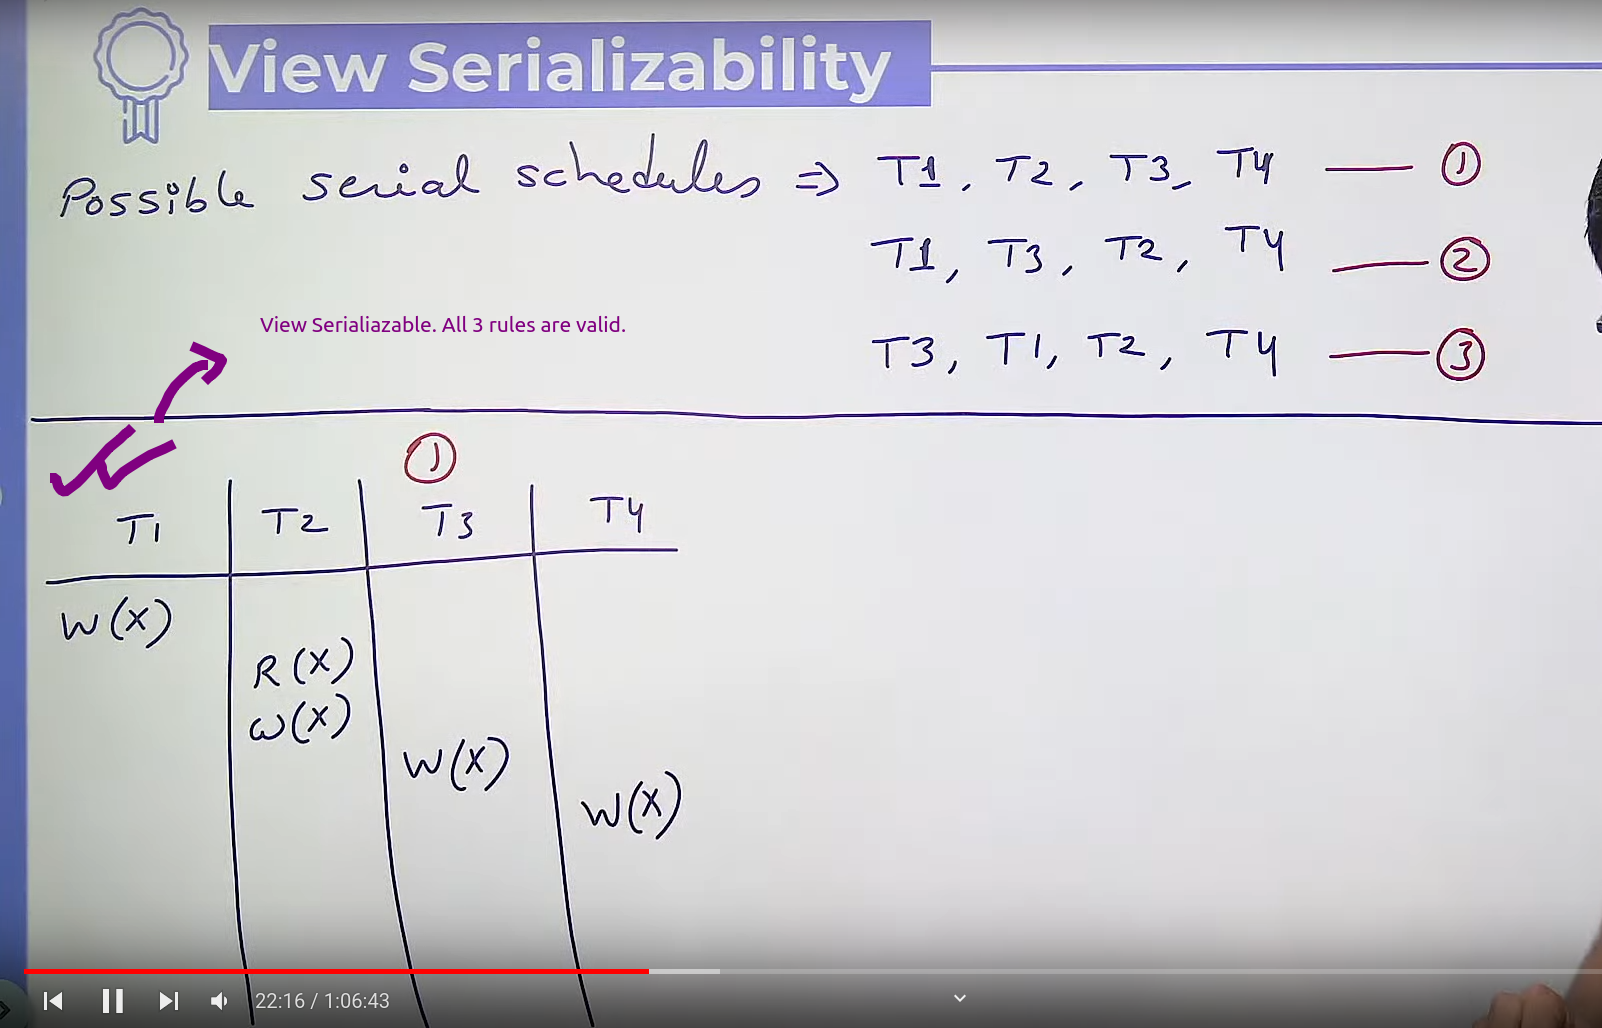 View Serializability
Possible serial schedules => T1, T2, T3, T4 — ①
T1, T3, T2, T4 — ②
T3, T1, T2, T4 — ③
View Serialiazable. All 3 rules are valid.
①
T1 T2 T3 T4
W(X)
R(X)
W(X)
W(X)
W(X)
22:16 / 1:06:43